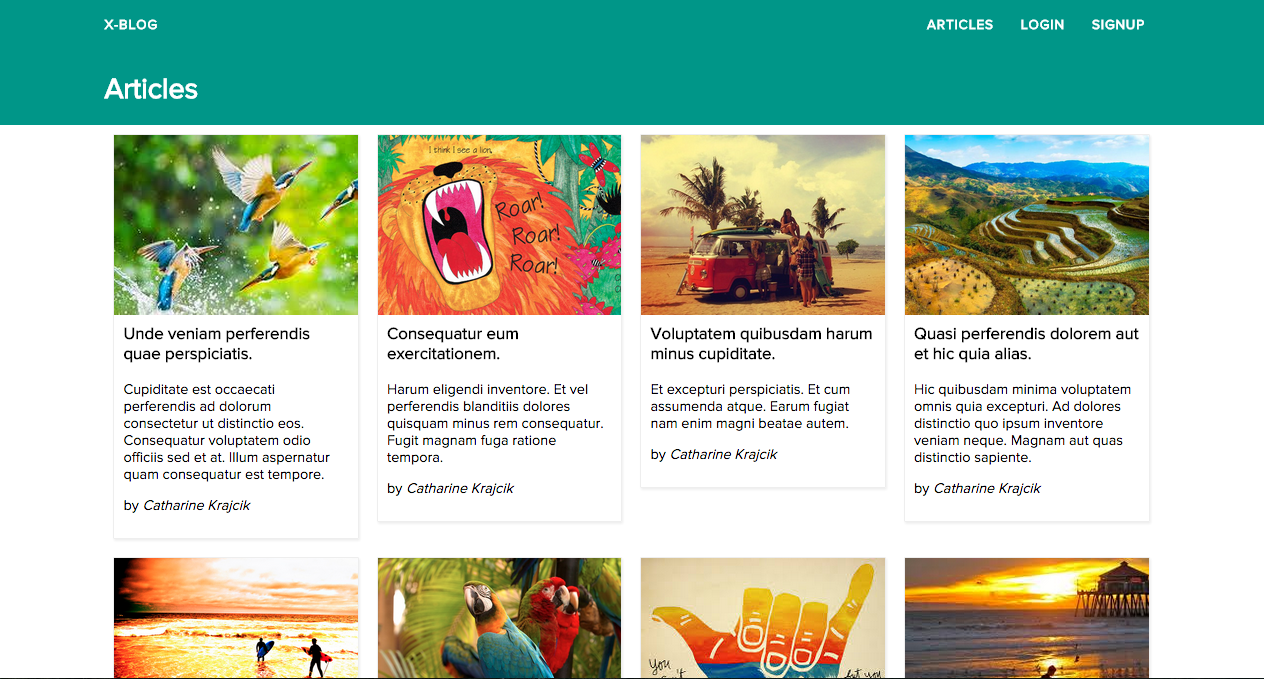 X-BLOG
ARTICLES LOGIN SIGNUP
Articles
I think I see a lion.
Roar!
Roar!
Roar!
Unde veniam perferendis
quae perspiciatis.
Cupiditate est occaecati
perferendis ad dolorum
consectetur ut distinctio eos.
Consequatur voluptatem odio
officiis sed et at. Illum aspernatur
quam consequatur est tempore.
by Catharine Krajcik
Consequatur eum
exercitationem.
Harum eligendi inventore. Et vel
perferendis blanditiis dolores
quisquam minus rem consequatur.
Fugit magnam fuga ratione
tempora.
by Catharine Krajcik
Voluptatem quibusdam harum
minus cupiditate.
Et excepturi perspiciatis. Et cum
assumenda atque. Earum fugiat
nam enim magni beatae autem.
by Catharine Krajcik
Quasi perferendis dolorem aut
et hic quia alias.
Hic quibusdam minima voluptatem
omnis quia excepturi. Ad dolores
distinctio quo ipsum inventore
veniam neque. Magnam aut quas
distinctio sapiente.
by Catharine Krajcik
You
but you